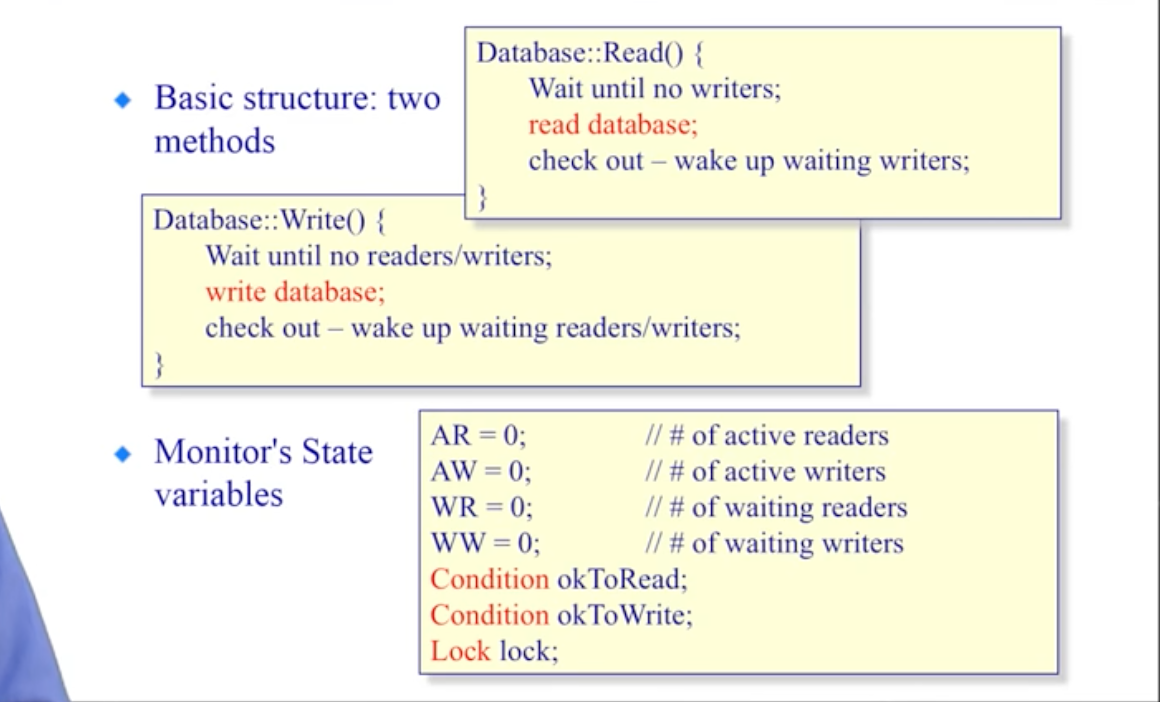 Basic structure: two
methods
Database::Read() {
Wait until no writers;
read database;
check out – wake up waiting writers;
}
Database::Write() {
Wait until no readers/writers;
write database;
check out – wake up waiting readers/writers;
}
Monitor's State
variables
AR = 0; // # of active readers
AW = 0; // # of active writers
WR = 0; // # of waiting readers
WW = 0; // # of waiting writers
Condition okToRead;
Condition okToWrite;
Lock lock;